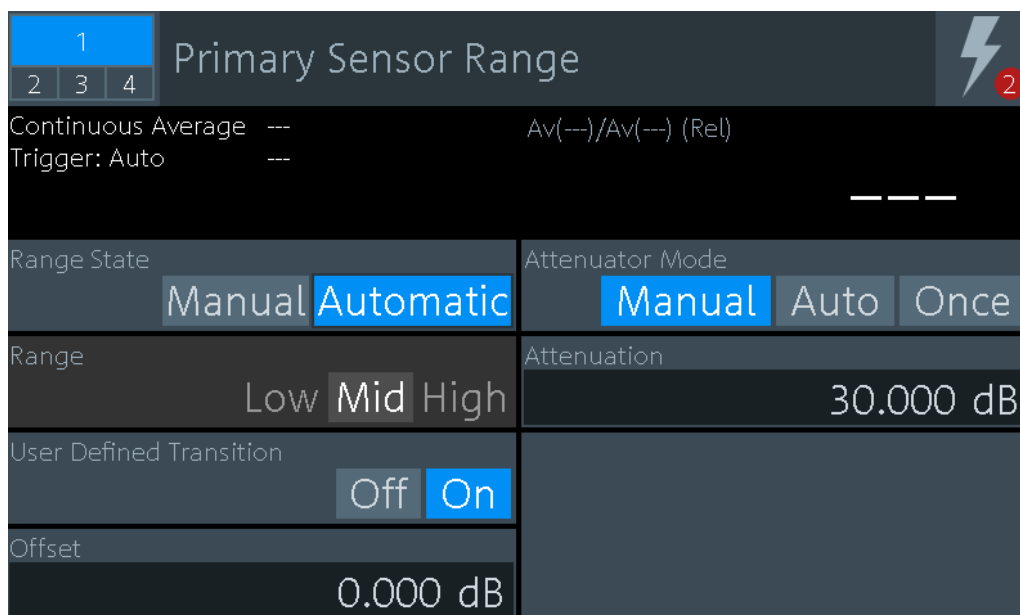 1
2 3 4
Primary Sensor Range
2
Continuous Average ---
Trigger: Auto ---
Av(---)/Av(---) (Rel)
---
Range State
Manual Automatic
Attenuator Mode
Manual Auto Once
Range
Low Mid High
Attenuation
30.000 dB
User Defined Transition
Off On
Offset
0.000 dB